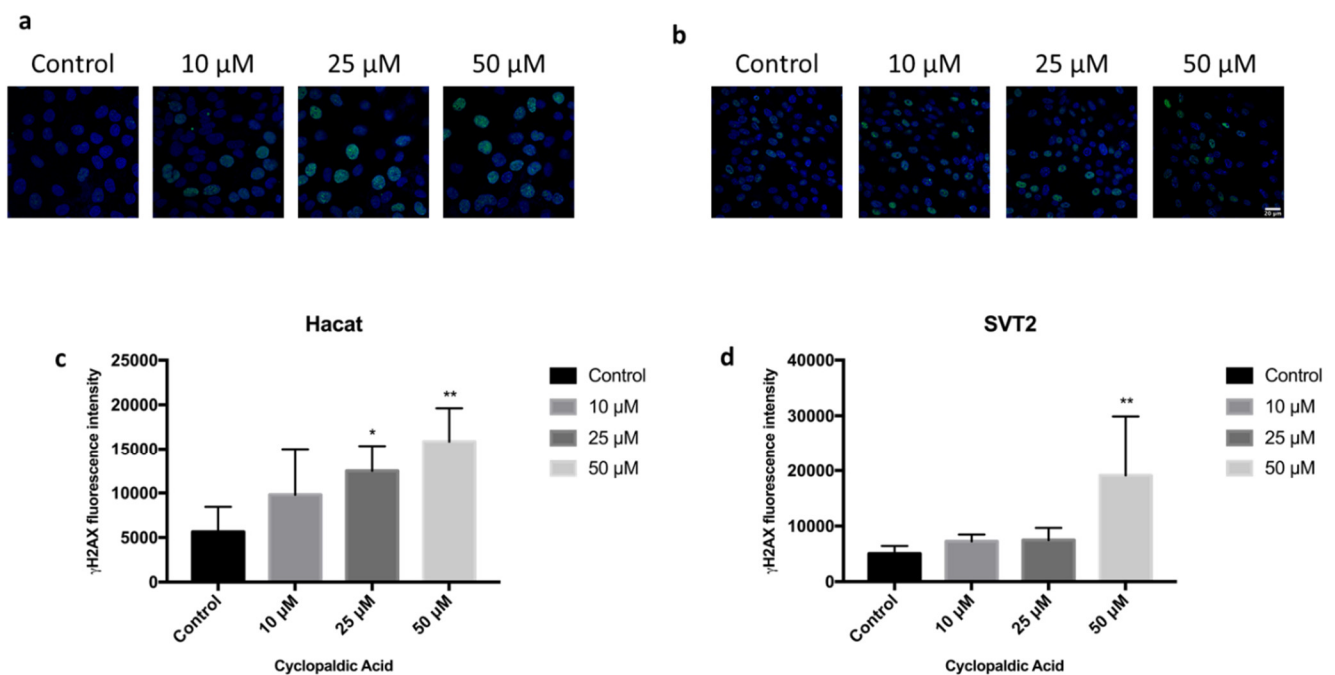 a
Control 10 µM 25 µM 50 µM
b
Control 10 µM 25 µM 50 µM
20 µm
Hacat
c
γH2AX fluorescence intensity
25000
20000
15000
10000
5000
0
*
**
Control
10 µM
25 µM
50 µM
Cyclopaldic Acid
Control
10 µM
25 µM
50 µM
SVT2
d
γH2AX fluorescence intensity
40000
30000
20000
10000
0
**
Control
10 µM
25 µM
50 µM
Cyclopaldic Acid
Control
10 µM
25 µM
50 µM